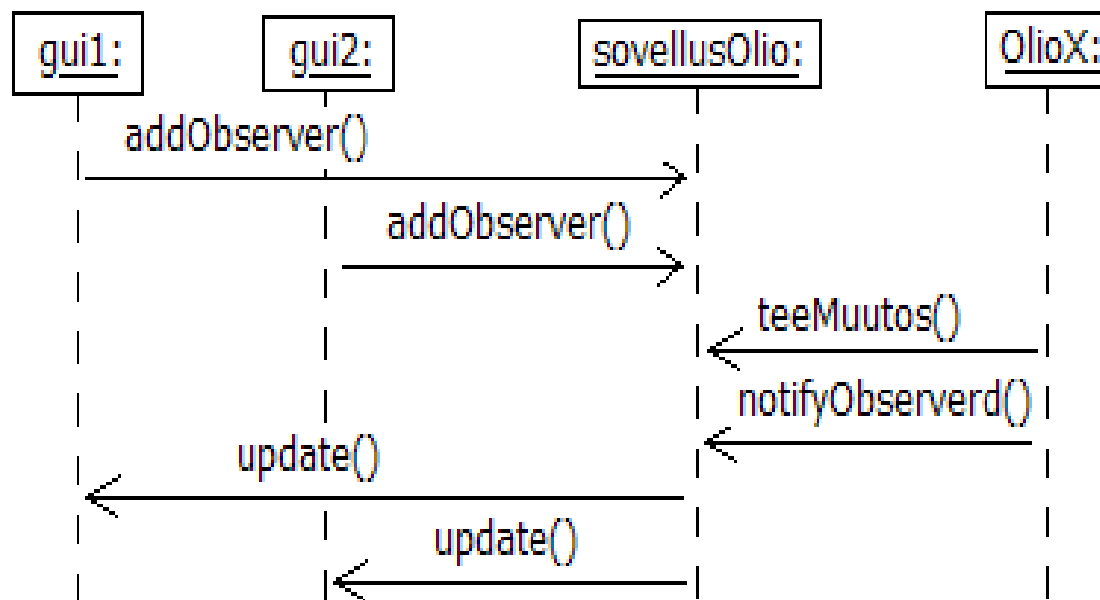 gui1:
gui2:
sovellusOlio:
OlioX:
addObserver()
addObserver()
teeMuutos()
notifyObserverd()
update()
update()